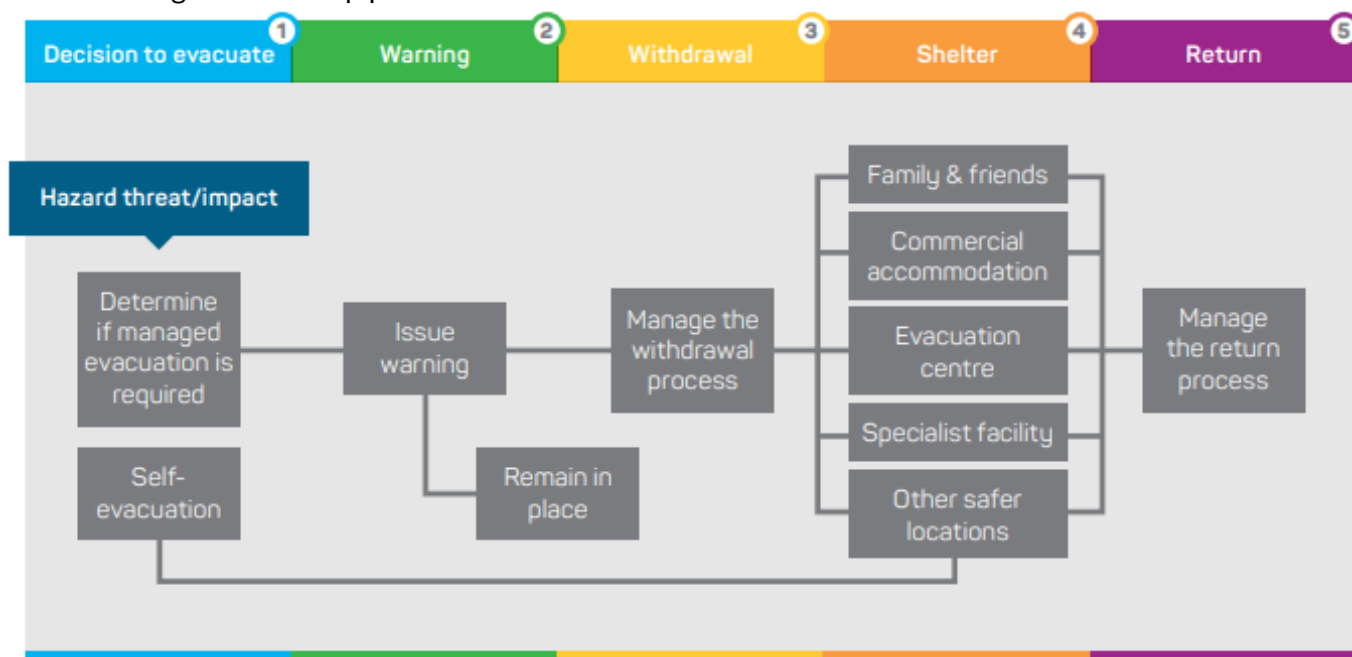 1
2
3
4
5
Decision to evacuate
Warning
Withdrawal
Shelter
Return
Hazard threat/impact
Determine
if managed
evacuation is
required
Self-
evacuation
Issue
warning
Remain in
place
Manage the
withdrawal
process
Family & friends
Commercial
accommodation
Evacuation
centre
Specialist facility
Other safer
locations
Manage
the return
process